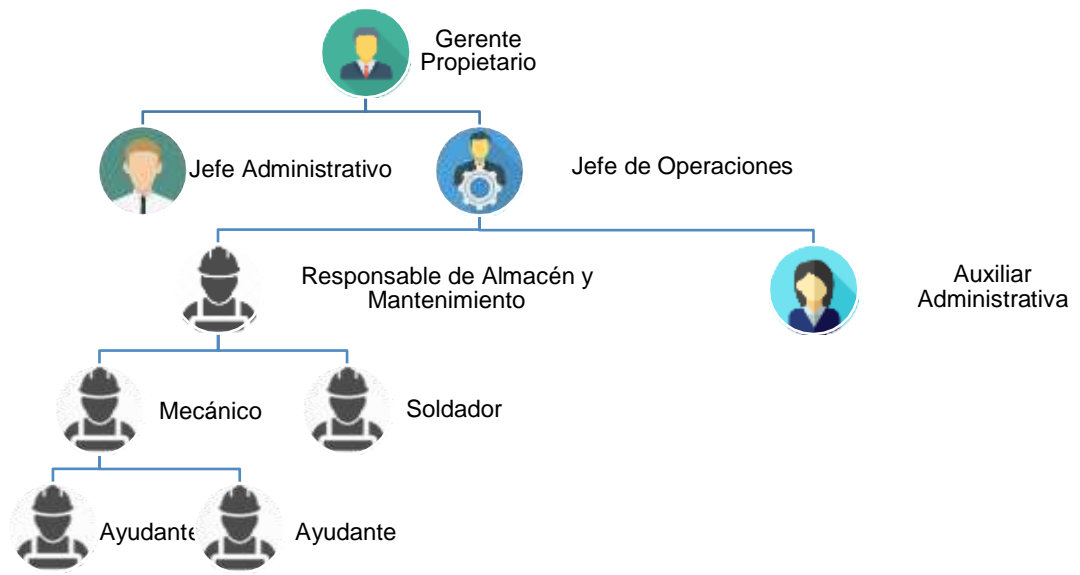 Gerente
Propietario
Jefe Administrativo
Jefe de Operaciones
Responsable de Almacén y
Mantenimiento
Auxiliar
Administrativa
Mecánico
Soldador
Ayudante
Ayudante